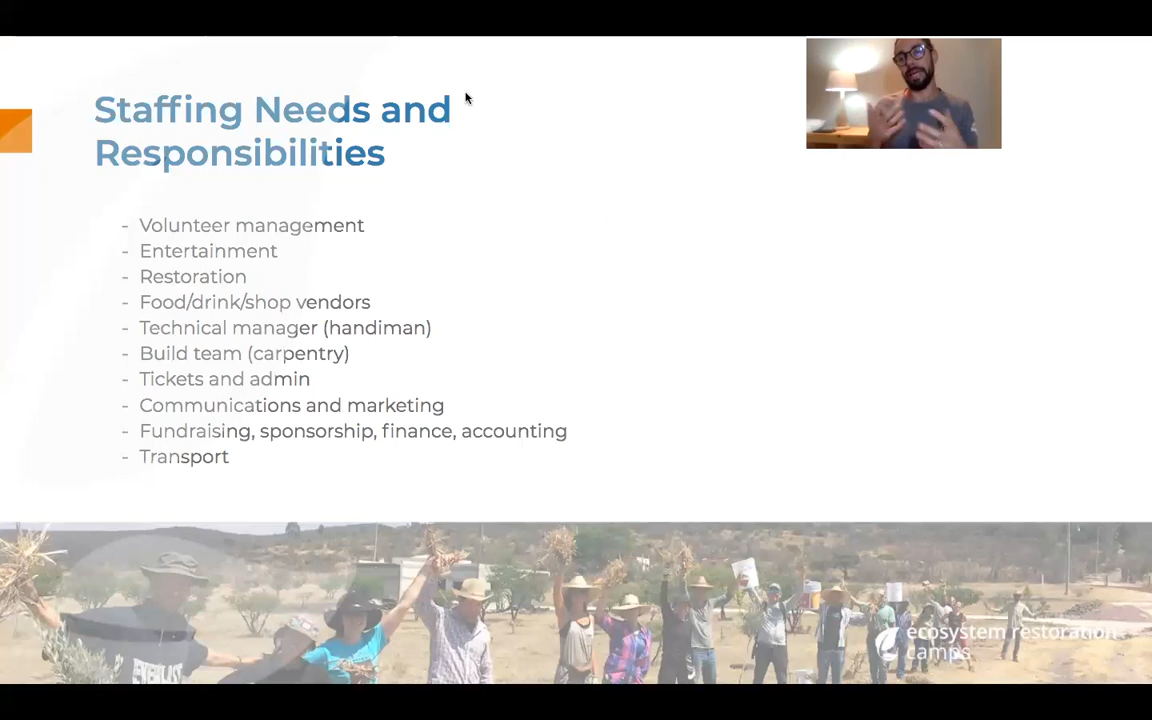 Staffing Needs and
Responsibilities
- Volunteer management
- Entertainment
- Restoration
- Food/drink/shop vendors
- Technical manager (handiman)
- Build team (carpentry)
- Tickets and admin
- Communications and marketing
- Fundraising, sponsorship, finance, accounting
- Transport
EVERLAST
ecosystem restoration
camps